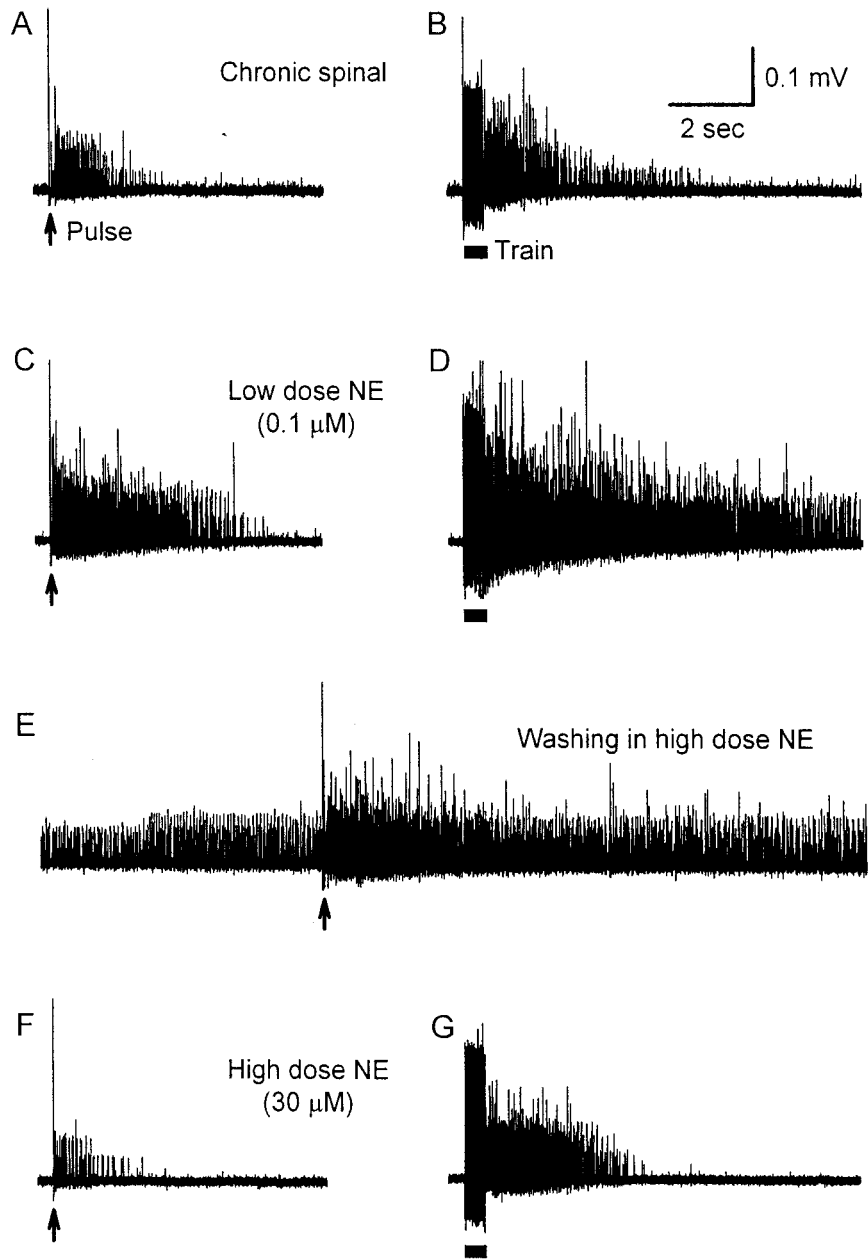 A
Chronic spinal
Pulse
B
0.1 mV
2 sec
Train
C
Low dose NE
(0.1 μM)
D
E
Washing in high dose NE
F
High dose NE
(30 μM)
G